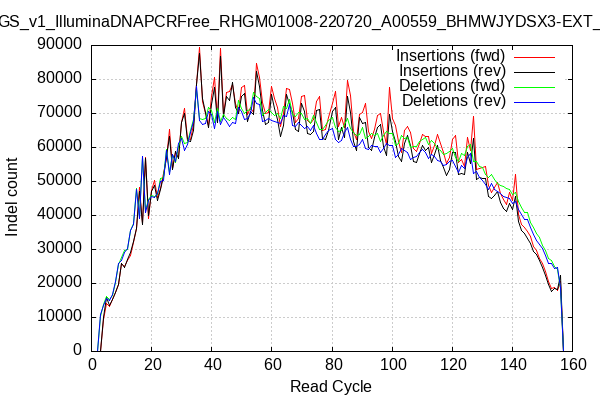 GS_v1_IlluminaDNAPCRFree_RHGM01008-220720_A00559_BHMWJYDSX3-EXT_
Insertions (fwd)
Insertions (rev)
Deletions (fwd)
Deletions (rev)
90000
80000
70000
60000
50000
40000
30000
20000
10000
0
Indel count
0 20 40 60 80 100 120 140 160
Read Cycle